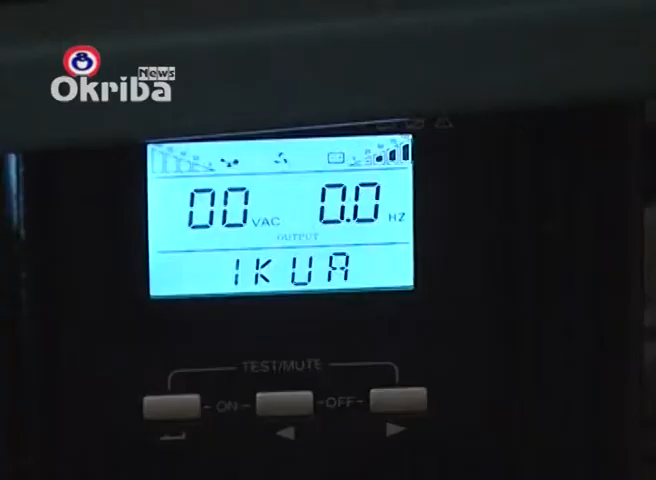 News
Okriba
00 VAC 0.0 HZ
OUTPUT
1KVA
TEST/MUTE
ON OFF